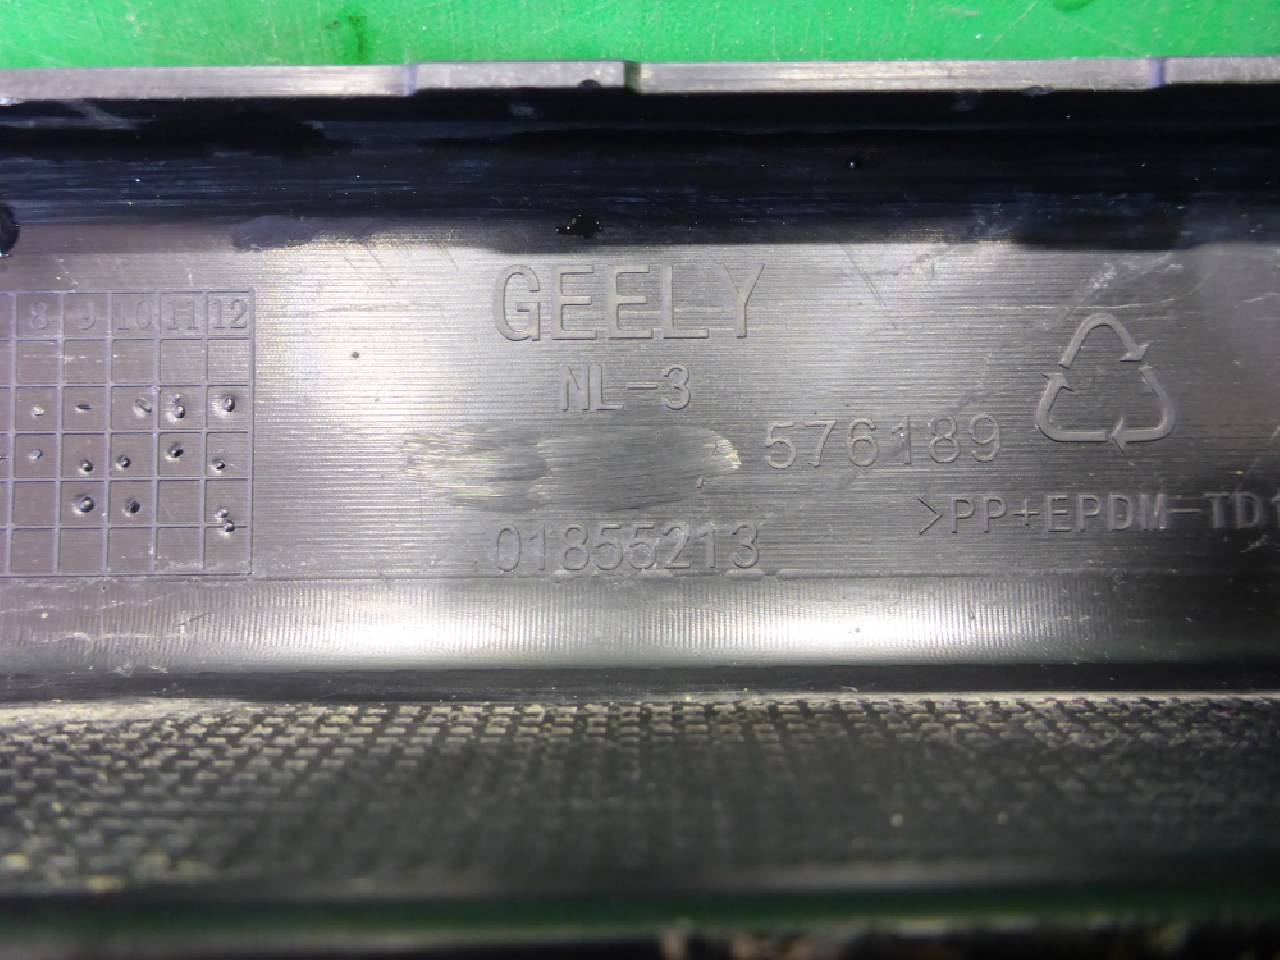 GEELY
8 9 10 11 12
NL-3
576189
>PP+EPDM-TD1
01855213